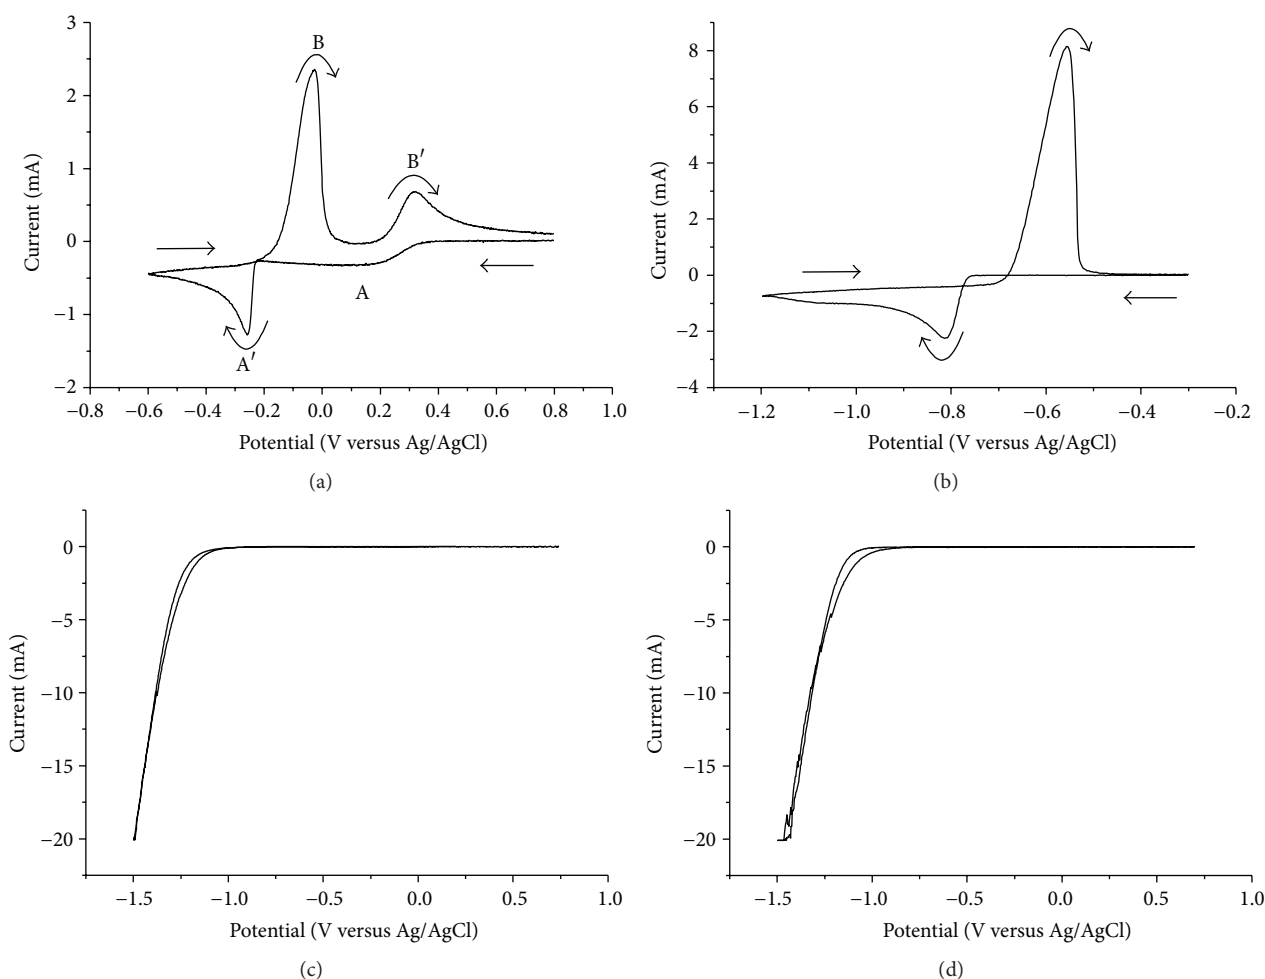 3
2
1
0
−1
−2
Current (mA)
B
B′
A
A′
−0.8 −0.6 −0.4 −0.2 0.0 0.2 0.4 0.6 0.8 1.0
Potential (V versus Ag/AgCl)
(a)
8
6
4
2
0
−2
−4
Current (mA)
−1.2 −1.0 −0.8 −0.6 −0.4 −0.2
Potential (V versus Ag/AgCl)
(b)
0
−5
−10
−15
−20
Current (mA)
−1.5 −1.0 −0.5 0.0 0.5 1.0
Potential (V versus Ag/AgCl)
(c)
0
−5
−10
−15
−20
Current (mA)
−1.5 −1.0 −0.5 0.0 0.5 1.0
Potential (V versus Ag/AgCl)
(d)